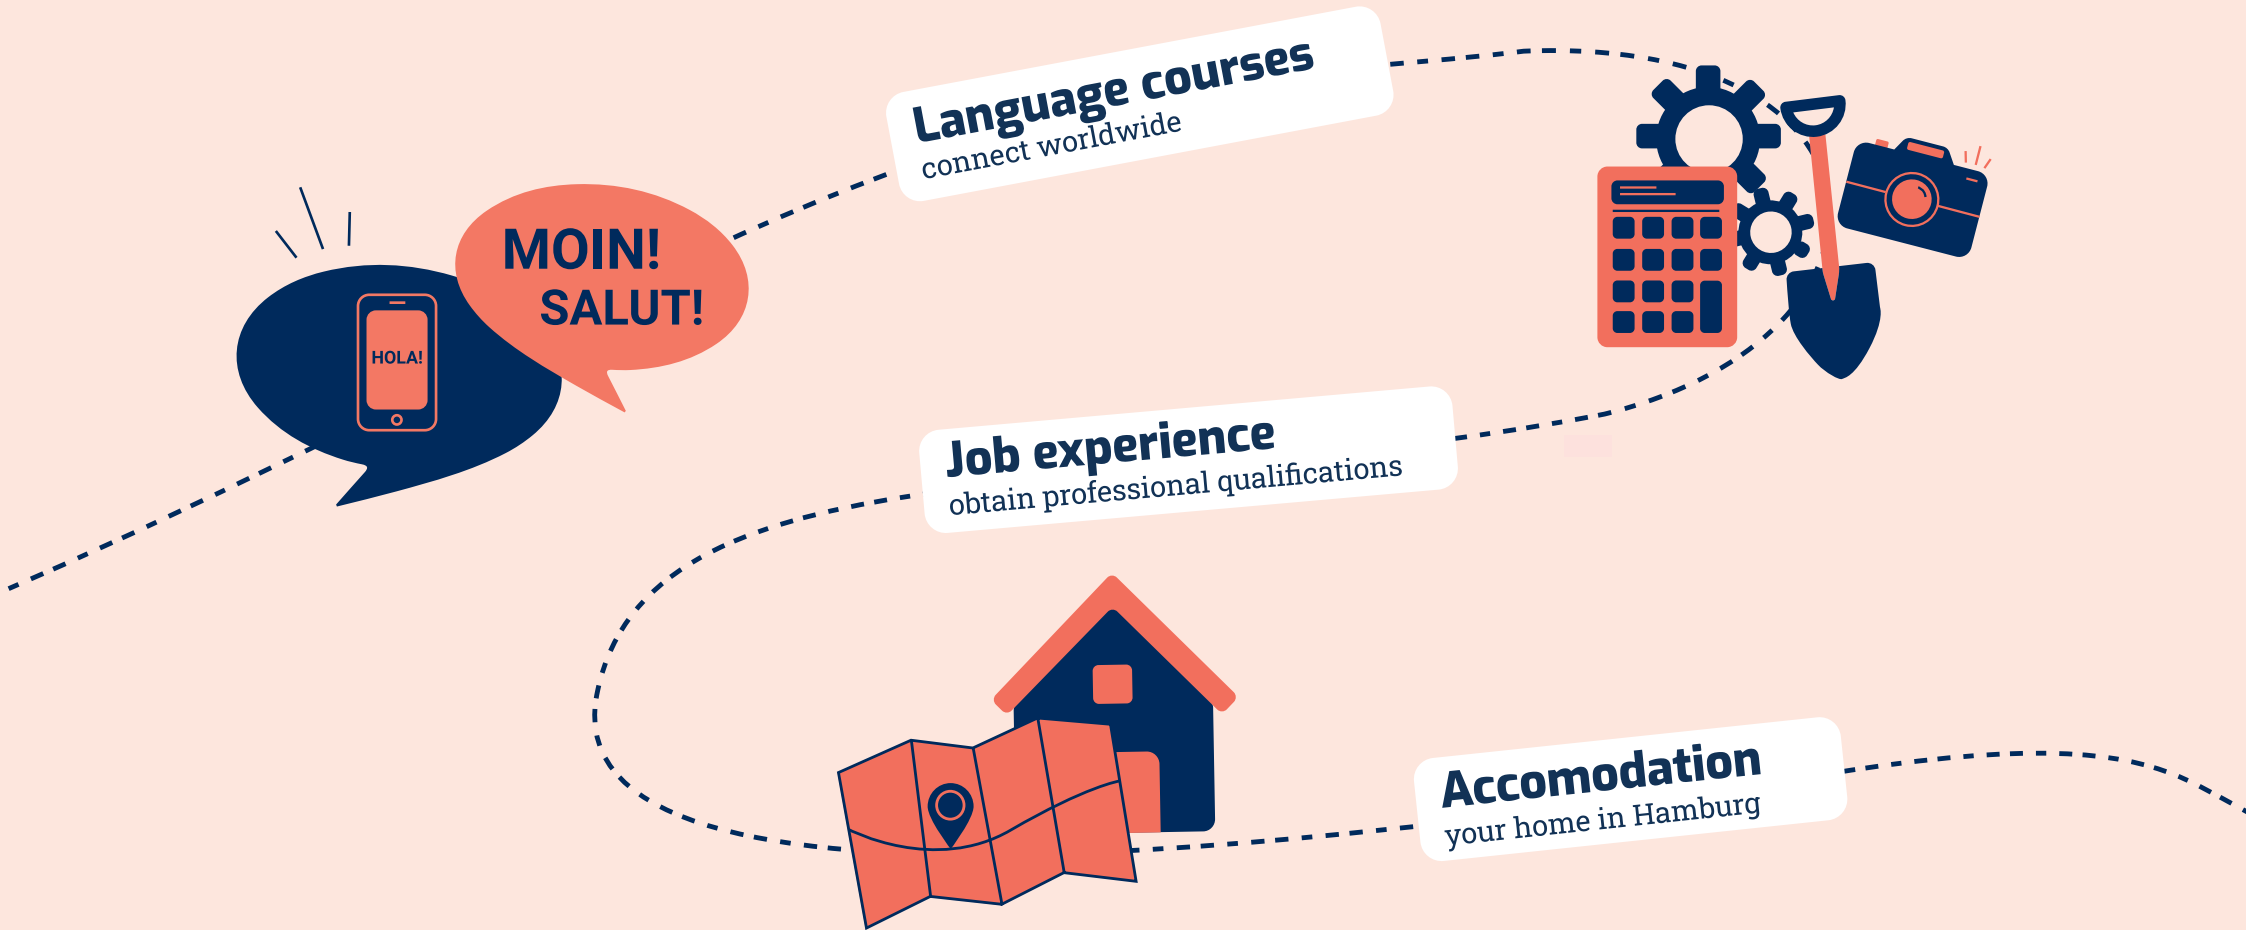 Language courses
connect worldwide
MOIN!
SALUT!
HOLA!
Job experience
obtain professional qualifications
Accomodation
your home in Hamburg